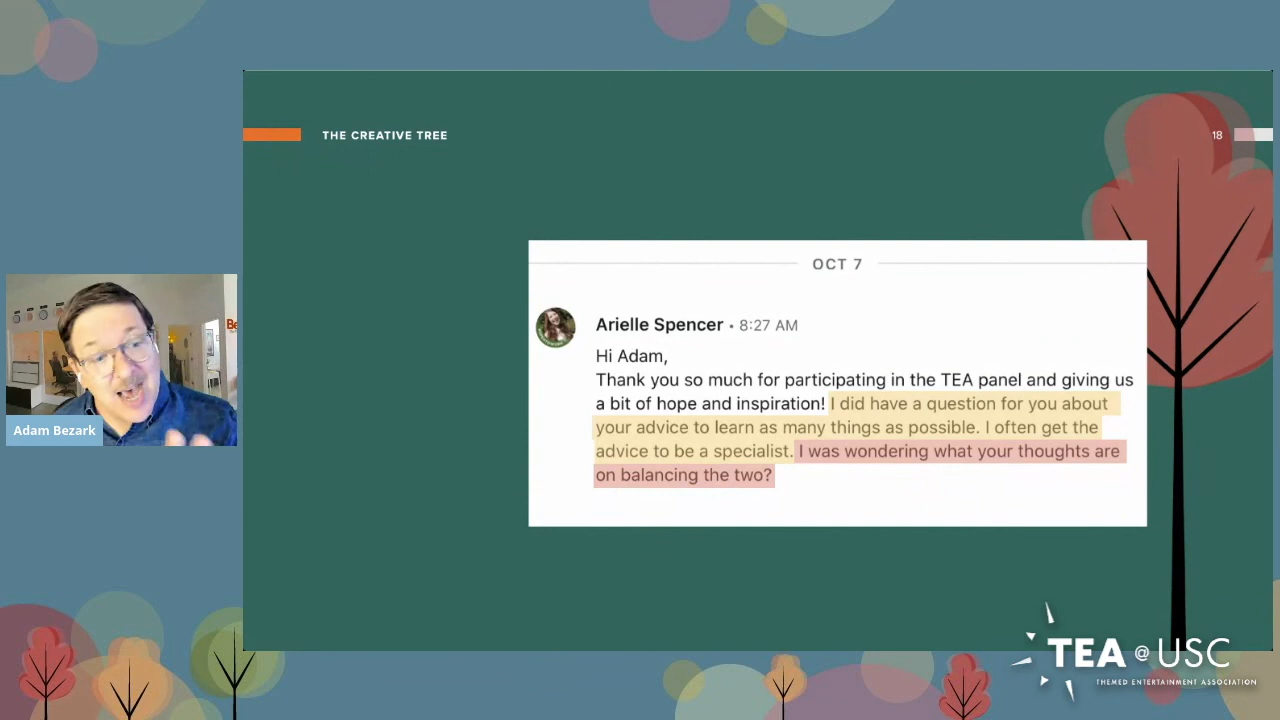 THE CREATIVE TREE
18
OCT 7
Arielle Spencer • 8:27 AM
Hi Adam,
Thank you so much for participating in the TEA panel and giving us
a bit of hope and inspiration! I did have a question for you about
your advice to learn as many things as possible. I often get the
advice to be a specialist. I was wondering what your thoughts are
on balancing the two?
Be
Adam Bezark
TEA @ USC
THEMED ENTERTAINMENT ASSOCIATION